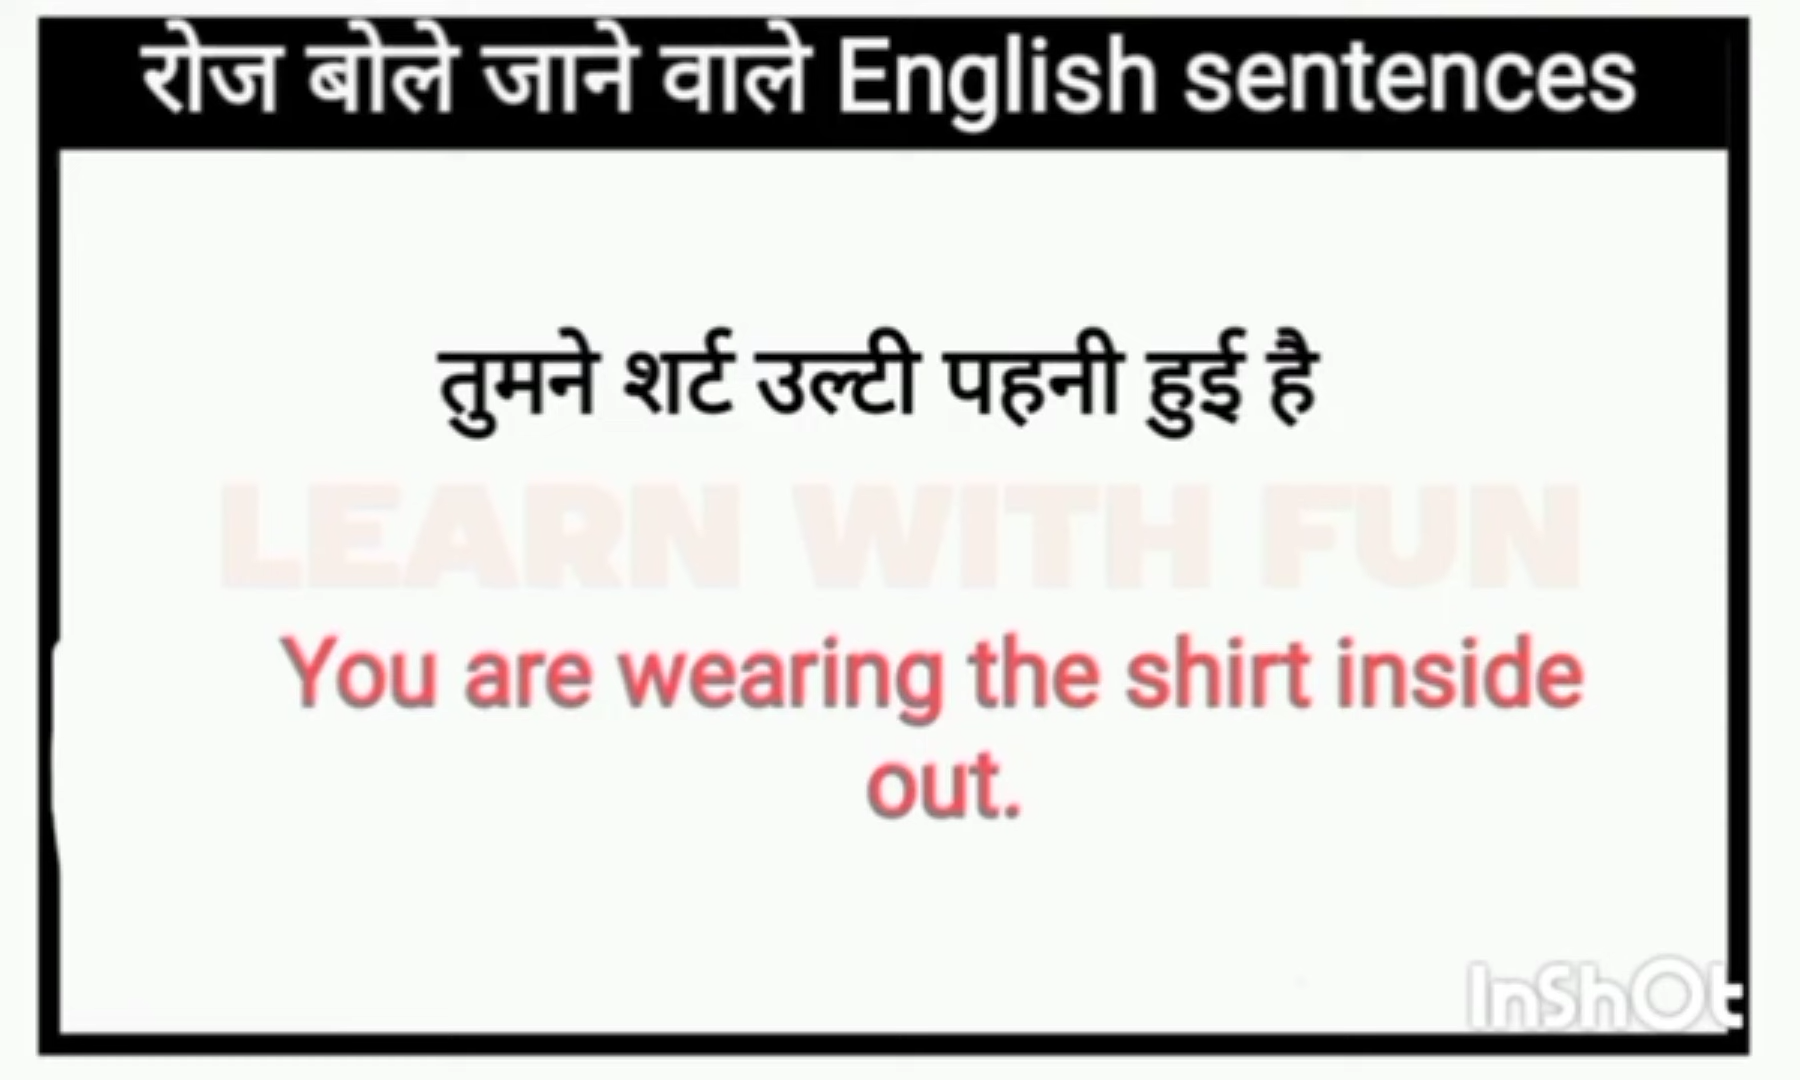 रोज बोले जाने वाले English sentences
तुमने शर्ट उल्टी पहनी हुई है
LEARN WITH FUN
You are wearing the shirt inside
out.
InShOt